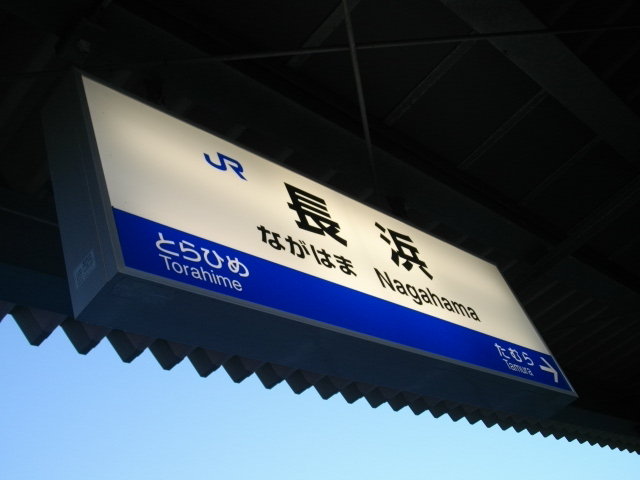 JR
長浜
ながはま Nagahama
とらひめ
Torahime
たむら
Tamura